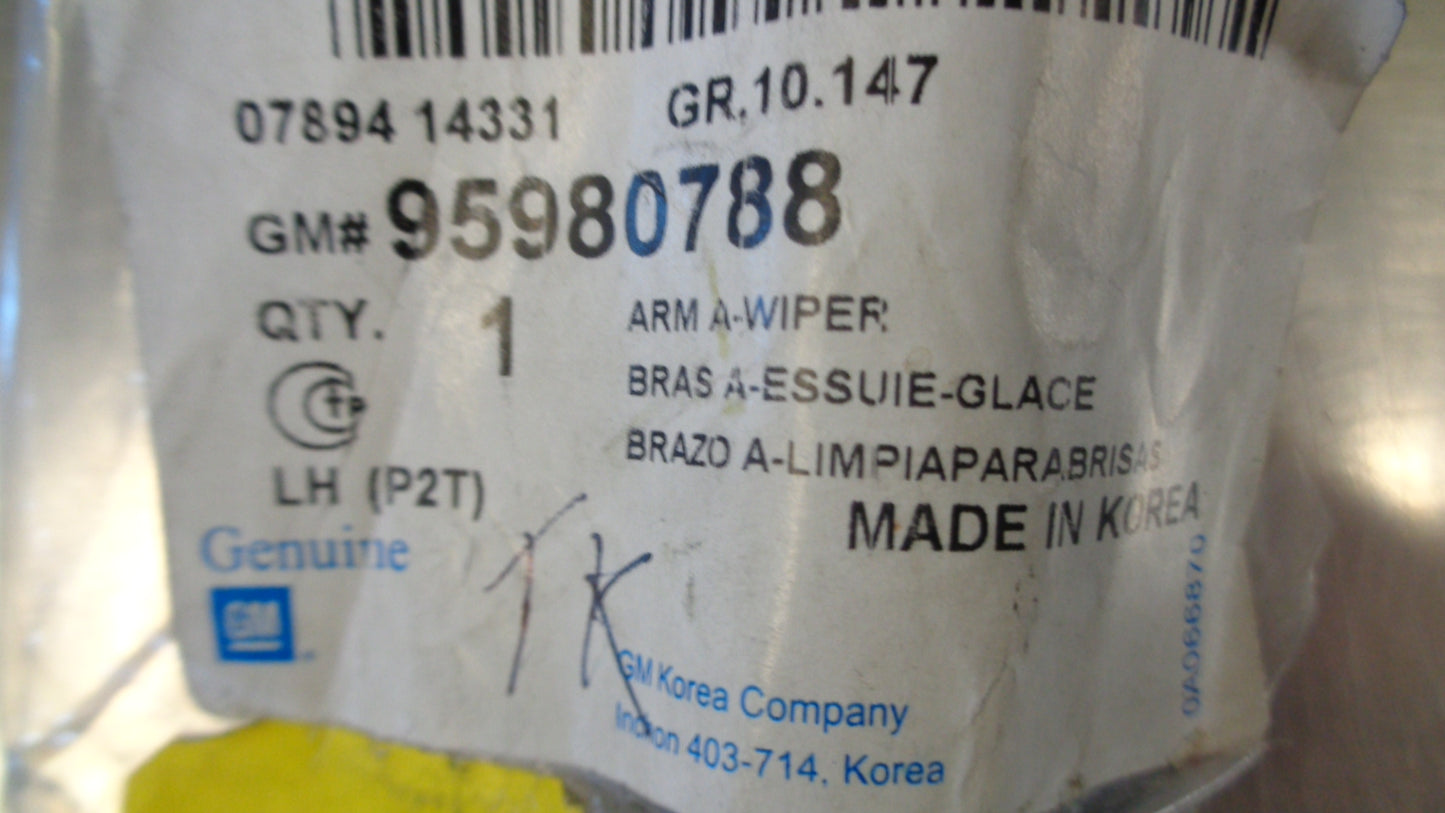 07894 14331 GR.10.147
GM# 95980788
QTY. 1
ARM A-WIPER
BRAS A-ESSUIE-GLACE
BRAZO A-LIMPIAPARABRISAS
LH (P2T)
MADE IN KOREA
Genuine
GM
TK
GM Korea Company
Incheon 403-714, Korea
0A066870